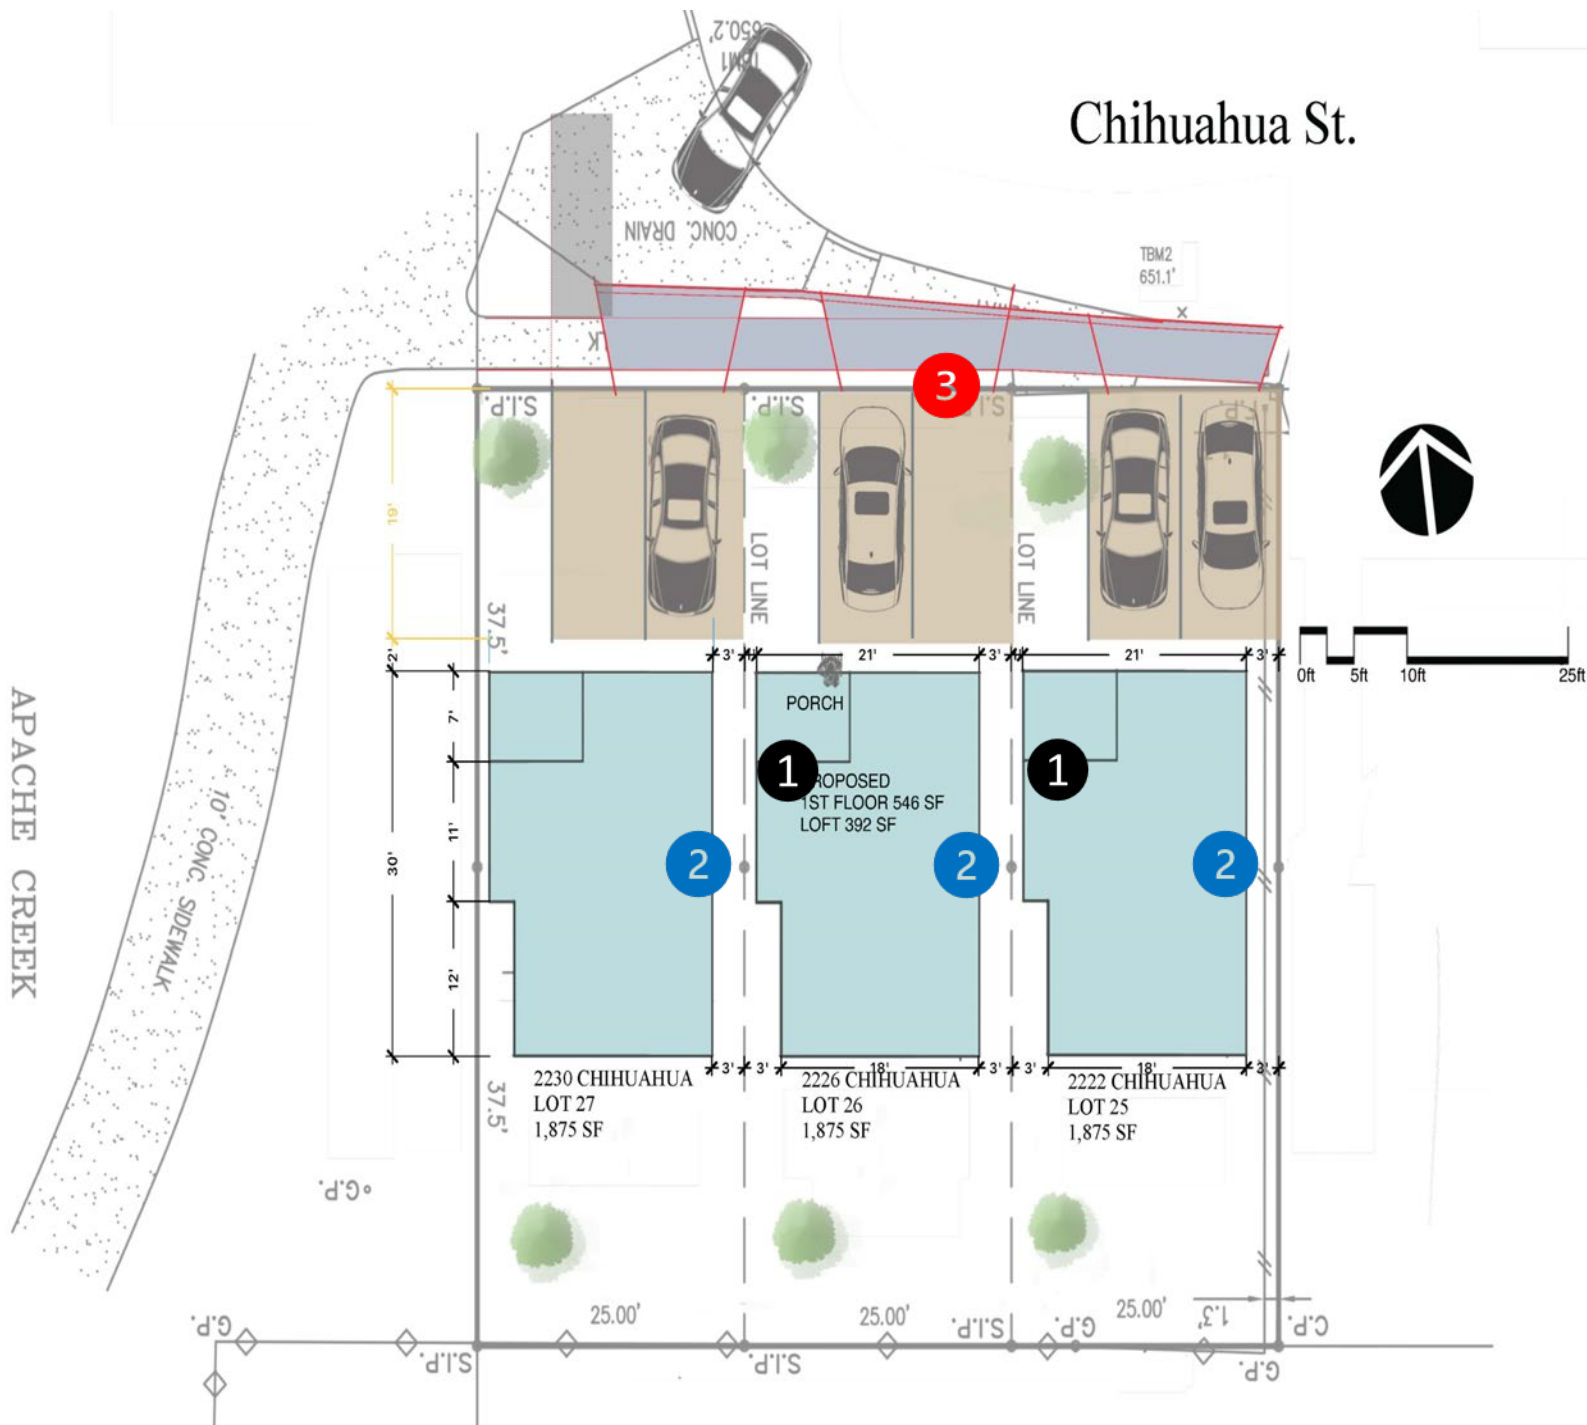 650.2'
TBM1
Chihuahua St.
CONC. DRAIN
TBM2
651.1'
3
S.I.P.
S.I.P.
S.I.P.
19'
LOT LINE
LOT LINE
37.5'
2'
3'
21'
3'
21'
3'
0ft
5ft
10ft
25ft
7'
PORCH
1
1
ROPOSED
1ST FLOOR 546 SF
LOFT 392 SF
APACHE CREEK
10' CONC. SIDEWALK
11'
30'
2
2
2
12'
3'
3'
18'
3'
3'
18'
3'
2230 CHIHUAHUA
LOT 27
1,875 SF
2226 CHIHUAHUA
LOT 26
1,875 SF
2222 CHIHUAHUA
LOT 25
1,875 SF
37.5'
G.P.
25.00'
25.00'
25.00'
1.3'
G.P.
S.I.P.
G.P.
C.P.
S.I.P.
S.I.P.
G.P.